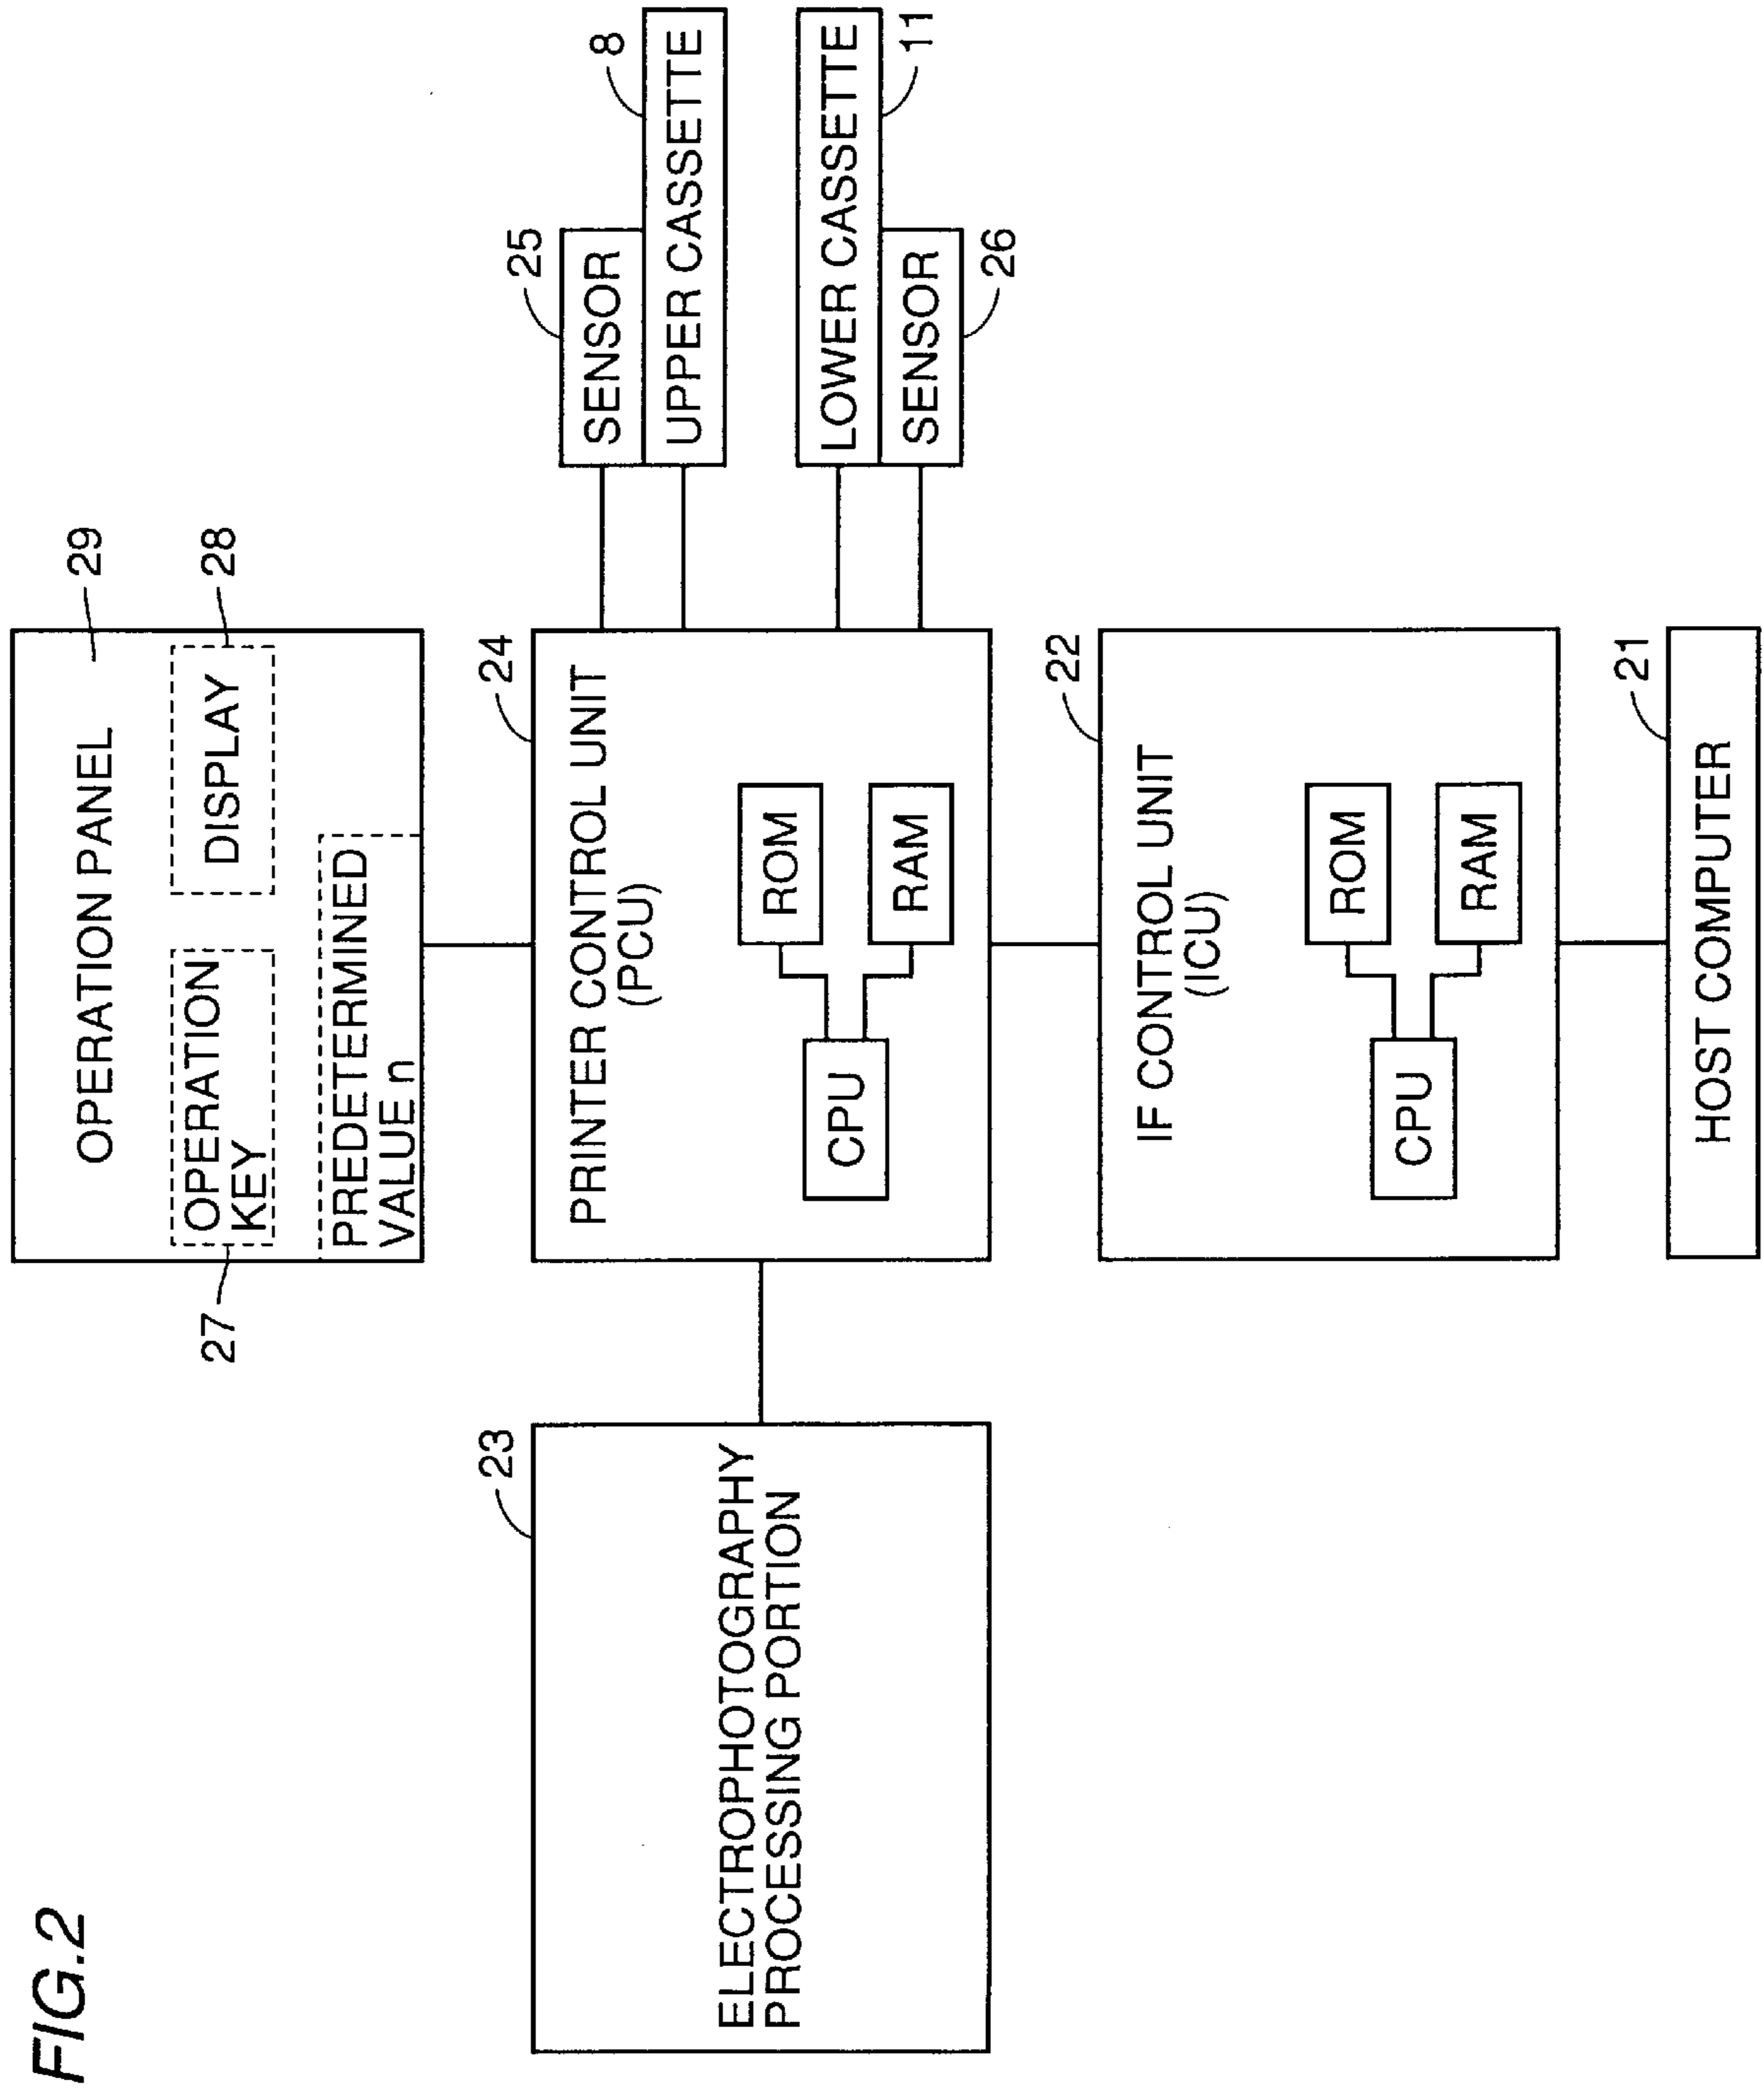 FIG.2
29
OPERATION PANEL
27
OPERATION
KEY
DISPLAY
28
PREDETERMINED
VALUE n
23
ELECTROPHOTOGRAPHY
PROCESSING PORTION
24
PRINTER CONTROL UNIT
(PCU)
CPU
ROM
RAM
25
SENSOR
8
UPPER CASSETTE
LOWER CASSETTE
11
SENSOR
26
22
IF CONTROL UNIT
(ICU)
CPU
ROM
RAM
21
HOST COMPUTER